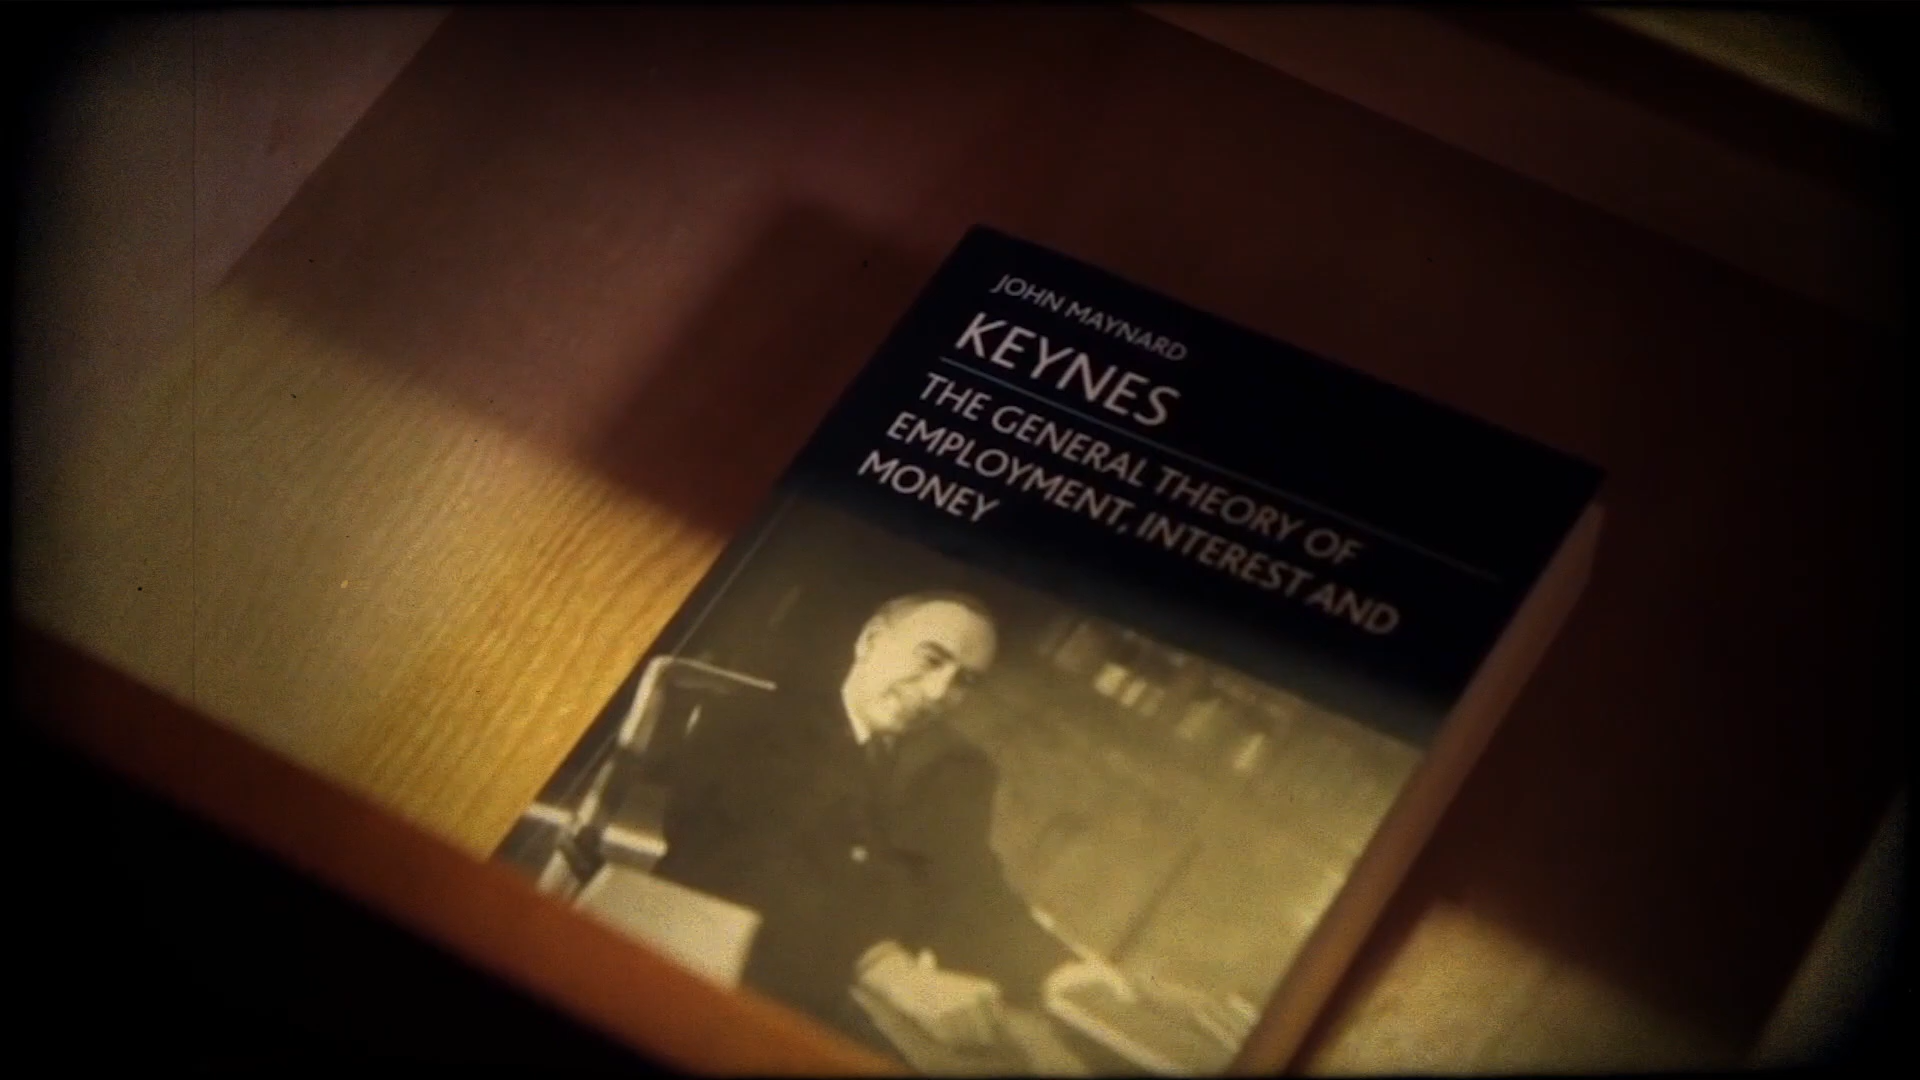 JOHN MAYNARD
KEYNES
THE GENERAL THEORY OF
EMPLOYMENT, INTEREST AND
MONEY